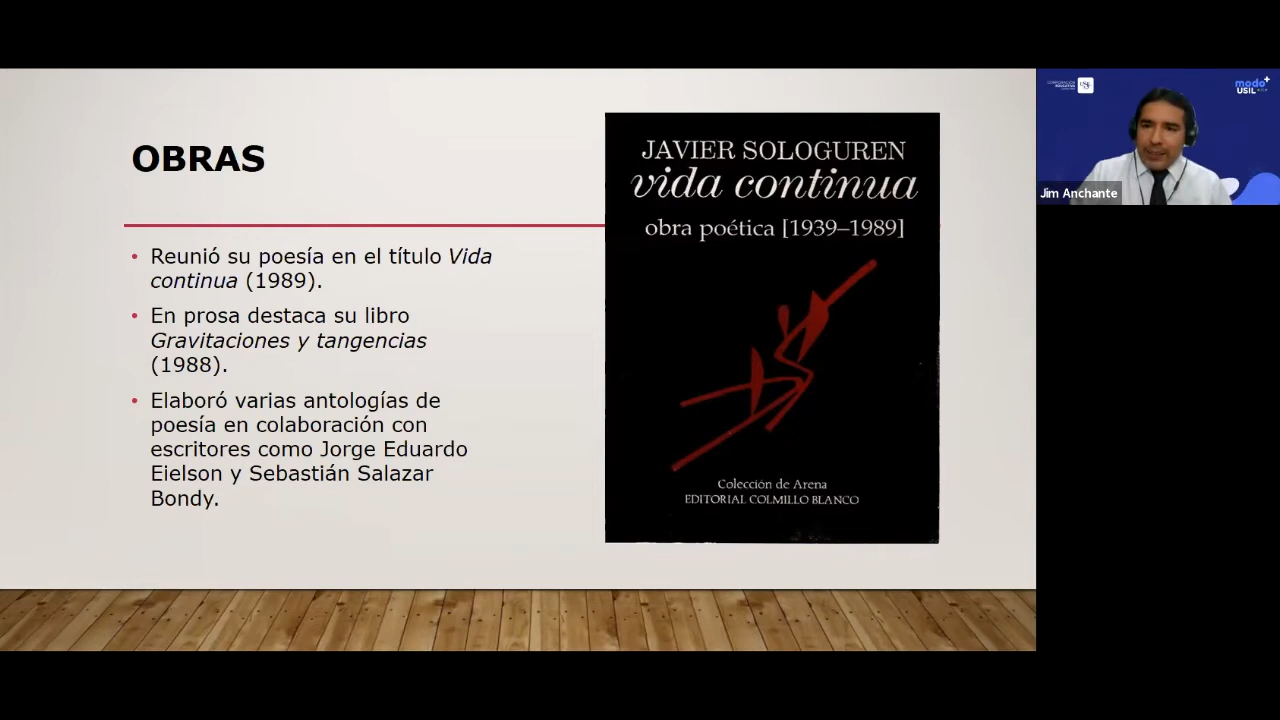 OBRAS
Reunió su poesía en el título Vida
continua (1989).
En prosa destaca su libro
Gravitaciones y tangencias
(1988).
Elaboró varias antologías de
poesía en colaboración con
escritores como Jorge Eduardo
Eielson y Sebastián Salazar
Bondy.
JAVIER SOLOGUREN
vida continua
obra poética [1939–1989]
Colección de Arena
EDITORIAL COLMILLO BLANCO
modo+
USIL
Jim Anchante